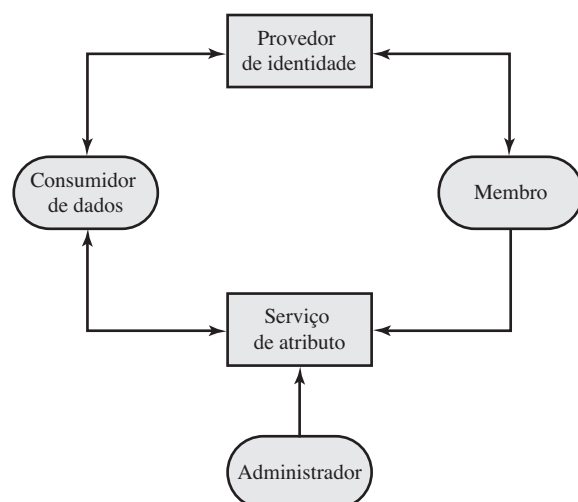 Provedor
de identidade
Consumidor
de dados
Membro
Serviço
de atributo
Administrador